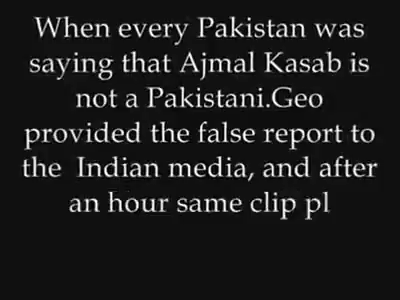 When every Pakistan was
saying that Ajmal Kasab is
not a Pakistani.Geo
provided the false report to
the Indian media, and after
an hour same clip pl